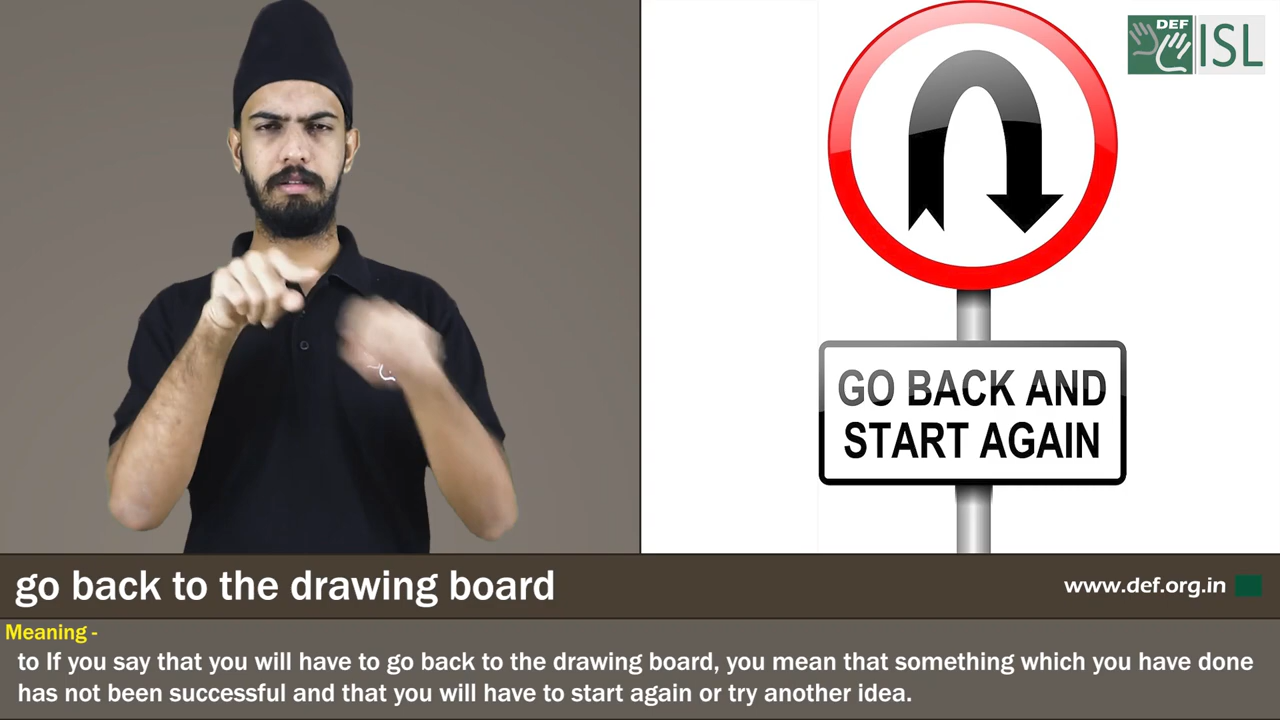 DEF
ISL
GO BACK AND
START AGAIN
go back to the drawing board
www.def.org.in
Meaning -
to If you say that you will have to go back to the drawing board, you mean that something which you have done
has not been successful and that you will have to start again or try another idea.